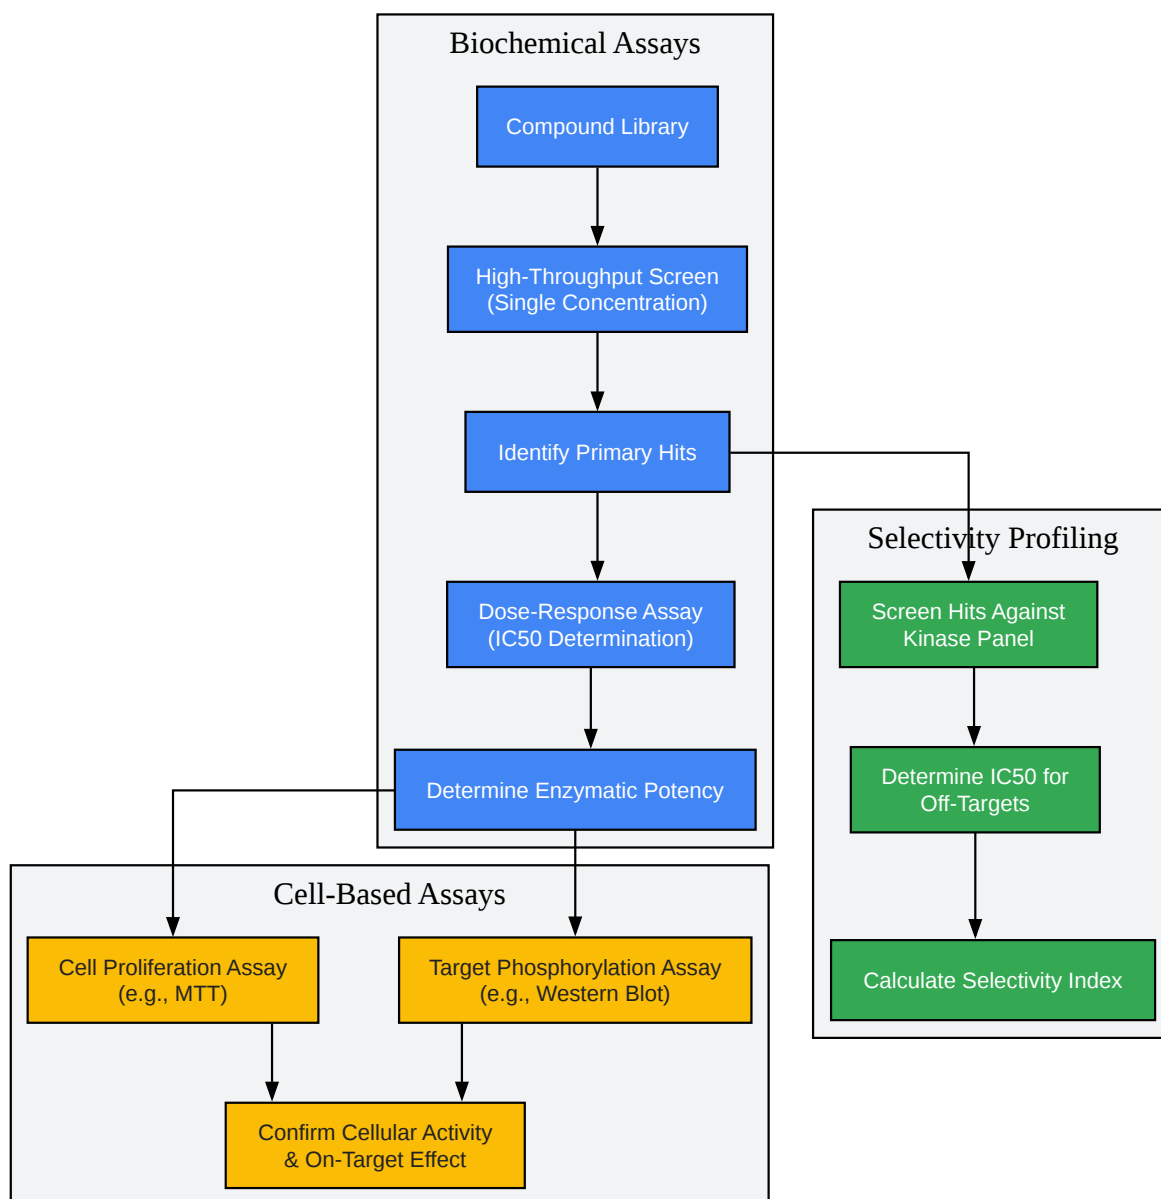 Biochemical Assays
Compound Library
High-Throughput Screen
(Single Concentration)
Identify Primary Hits
Dose-Response Assay
(IC50 Determination)
Determine Enzymatic Potency
Selectivity Profiling
Screen Hits Against
Kinase Panel
Determine IC50 for
Off-Targets
Calculate Selectivity Index
Cell-Based Assays
Cell Proliferation Assay
(e.g., MTT)
Target Phosphorylation Assay
(e.g., Western Blot)
Confirm Cellular Activity
& On-Target Effect